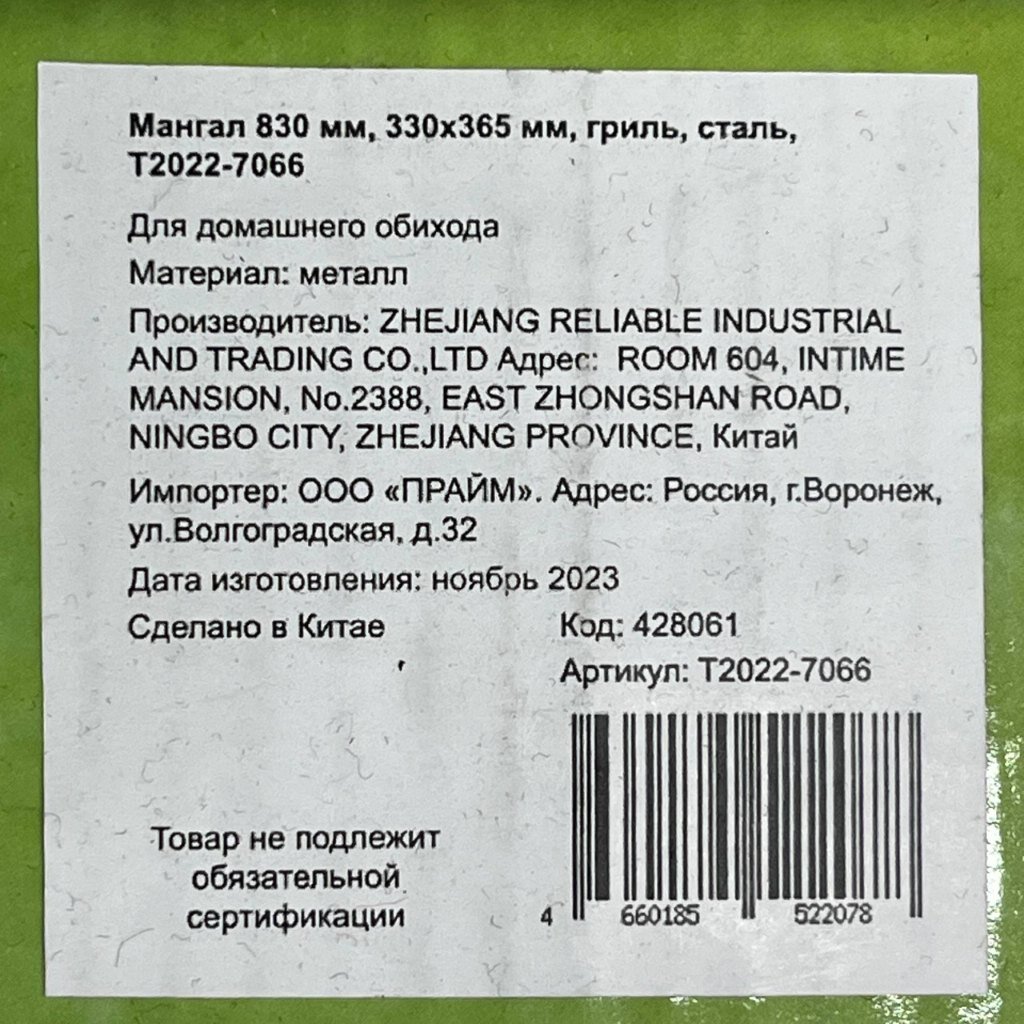 Мангал 830 мм, 330х365 мм, гриль, сталь,
T2022-7066
Для домашнего обихода
Материал: металл
Производитель: ZHEJIANG RELIABLE INDUSTRIAL
AND TRADING CO.,LTD Адрес: ROOM 604, INTIME
MANSION, No.2388, EAST ZHONGSHAN ROAD,
NINGBO CITY, ZHEJIANG PROVINCE, Китай
Импортер: ООО «ПРАЙМ». Адрес: Россия, г.Воронеж,
ул.Волгоградская, д.32
Дата изготовления: ноябрь 2023
Сделано в Китае
Код: 428061
Артикул: T2022-7066
Товар не подлежит
обязательной
сертификации
4 660185 522078